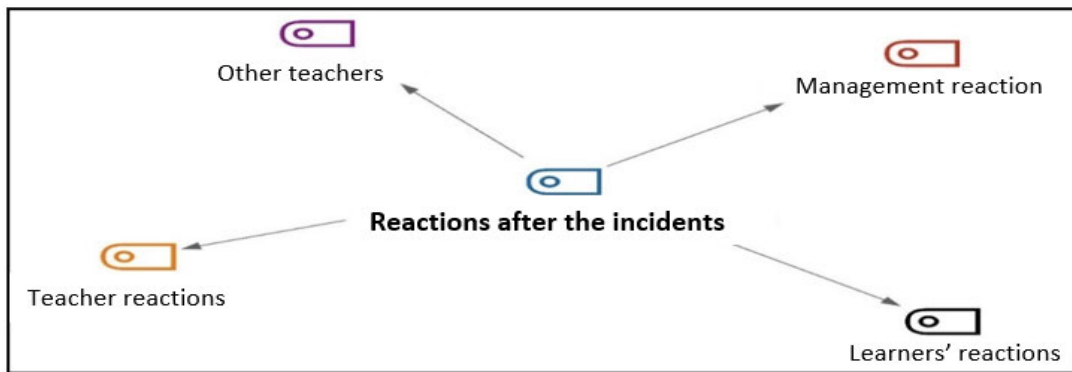 Other teachers
Management reaction
Reactions after the incidents
Teacher reactions
Learners’ reactions